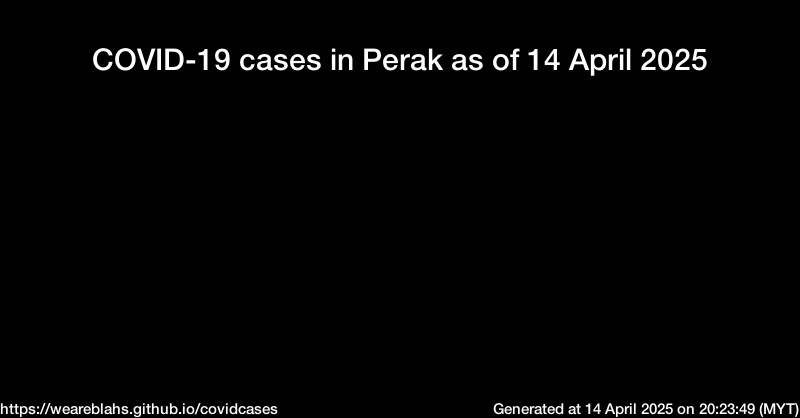 COVID-19 cases in Perak as of 14 April 2025
https://weareblahs.github.io/covidcases
Generated at 14 April 2025 on 20:23:49 (MYT)